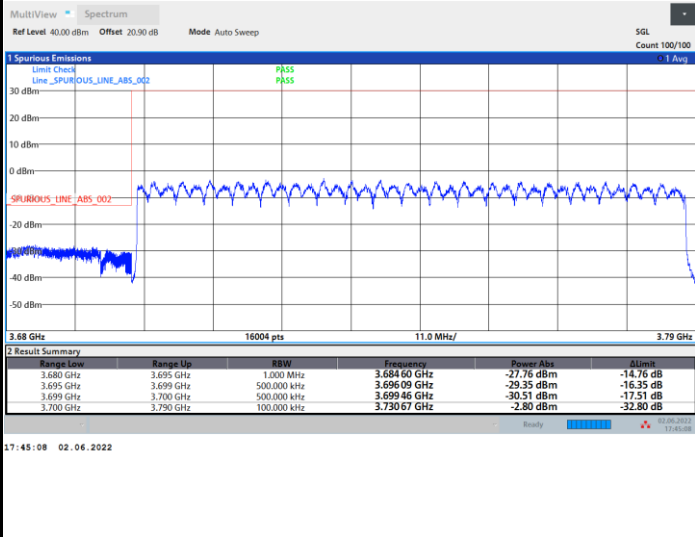 MultiView Spectrum
Ref Level 40.00 dBm Offset 20.90 dB Mode Auto Sweep SGL
Count 100/100
1 Spurious Emissions 1 Avg
Limit Check PASS
Line _SPURIOUS_LINE_ABS_002 PASS
30 dBm
20 dBm
10 dBm
0 dBm
_SPURIOUS_LINE_ABS_002
-20 dBm
-40 dBm
-50 dBm
3.68 GHz 16004 pts 11.0 MHz/ 3.79 GHz
2 Result Summary
Range Low Range Up RBW Frequency Power Abs ΔLimit
3.680 GHz 3.695 GHz 1.000 MHz 3.684 60 GHz -27.76 dBm -14.76 dB
3.695 GHz 3.699 GHz 500.000 kHz 3.696 09 GHz -29.35 dBm -16.35 dB
3.699 GHz 3.700 GHz 500.000 kHz 3.699 46 GHz -30.51 dBm -17.51 dB
3.700 GHz 3.790 GHz 100.000 kHz 3.730 67 GHz -2.80 dBm -32.80 dB
Ready 02.06.2022
17:45:08
17:45:08 02.06.2022